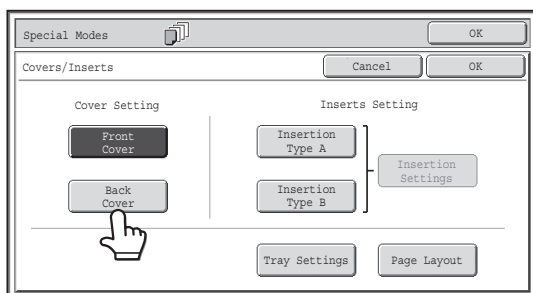 Special Modes
OK
Covers/Inserts
Cancel
OK
Cover Setting
Inserts Setting
Front
Cover
Insertion
Type A
Insertion
Settings
Back
Cover
Insertion
Type B
Tray Settings
Page Layout